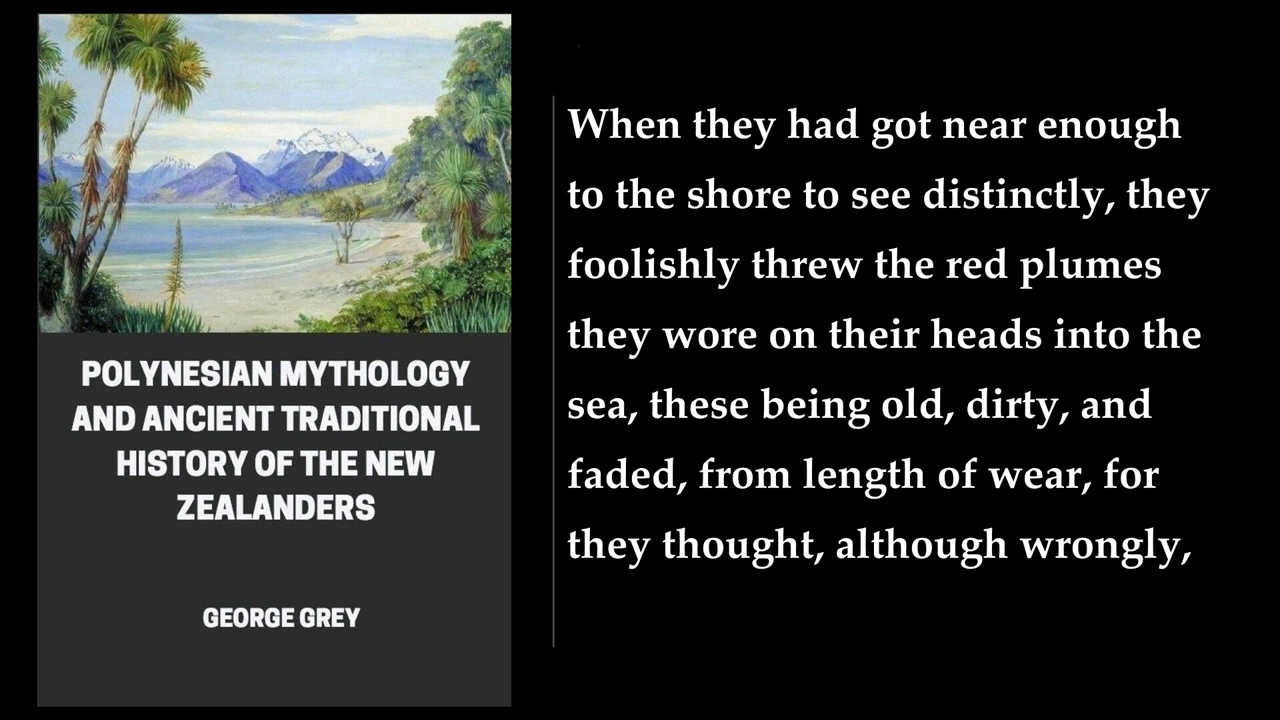 POLYNESIAN MYTHOLOGY
AND ANCIENT TRADITIONAL
HISTORY OF THE NEW
ZEALANDERS
GEORGE GREY
When they had got near enough
to the shore to see distinctly, they
foolishly threw the red plumes
they wore on their heads into the
sea, these being old, dirty, and
faded, from length of wear, for
they thought, although wrongly,